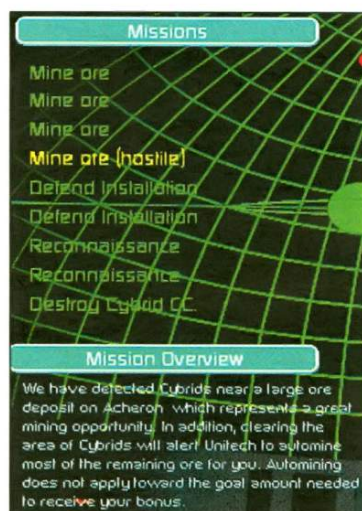 Missions
Mine ore
Mine ore
Mine ore
Mine ore (hostile)
Defend Installation
Defend Installation
Reconnaissance
Reconnaissance
Destroy Cybrid CC.
Mission Overview
We have detected Cybrids near a large ore
deposit on Acheron which represents a great
mining opportunity. In addition, clearing the
area of Cybrids will alert Unitech to automine
most of the remaining ore for you. Automining
does not apply toward the goal amount needed
to receive your bonus.